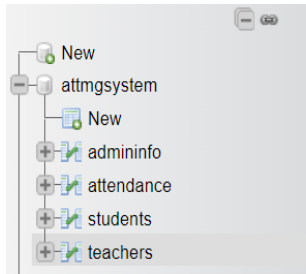 New
attmgsystem
New
admininfo
attendance
students
teachers